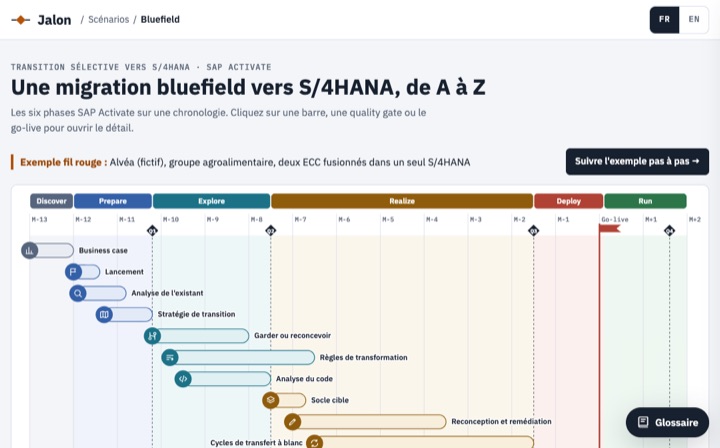 Jalon / Scénarios / Bluefield
FR EN
TRANSITION SÉLECTIVE VERS S/4HANA · SAP ACTIVATE
Une migration bluefield vers S/4HANA, de A à Z
Les six phases SAP Activate sur une chronologie. Cliquez sur une barre, une quality gate ou le
go-live pour ouvrir le détail.
Exemple fil rouge : Alvéa (fictif), groupe agroalimentaire, deux ECC fusionnés dans un seul S/4HANA
Suivre l'exemple pas à pas →
Discover Prepare Explore Realize Deploy Run
M-13 M-12 M-11 M-10 M-9 M-8 M-7 M-6 M-5 M-4 M-3 M-2 M-1 Go-live M+1 M+2
Business case
Lancement
Analyse de l'existant
Stratégie de transition
Garder ou reconcevoir
Règles de transformation
Analyse du code
Socle cible
Reconception et remédiation
Glossaire
Cycles de transfert à blanc